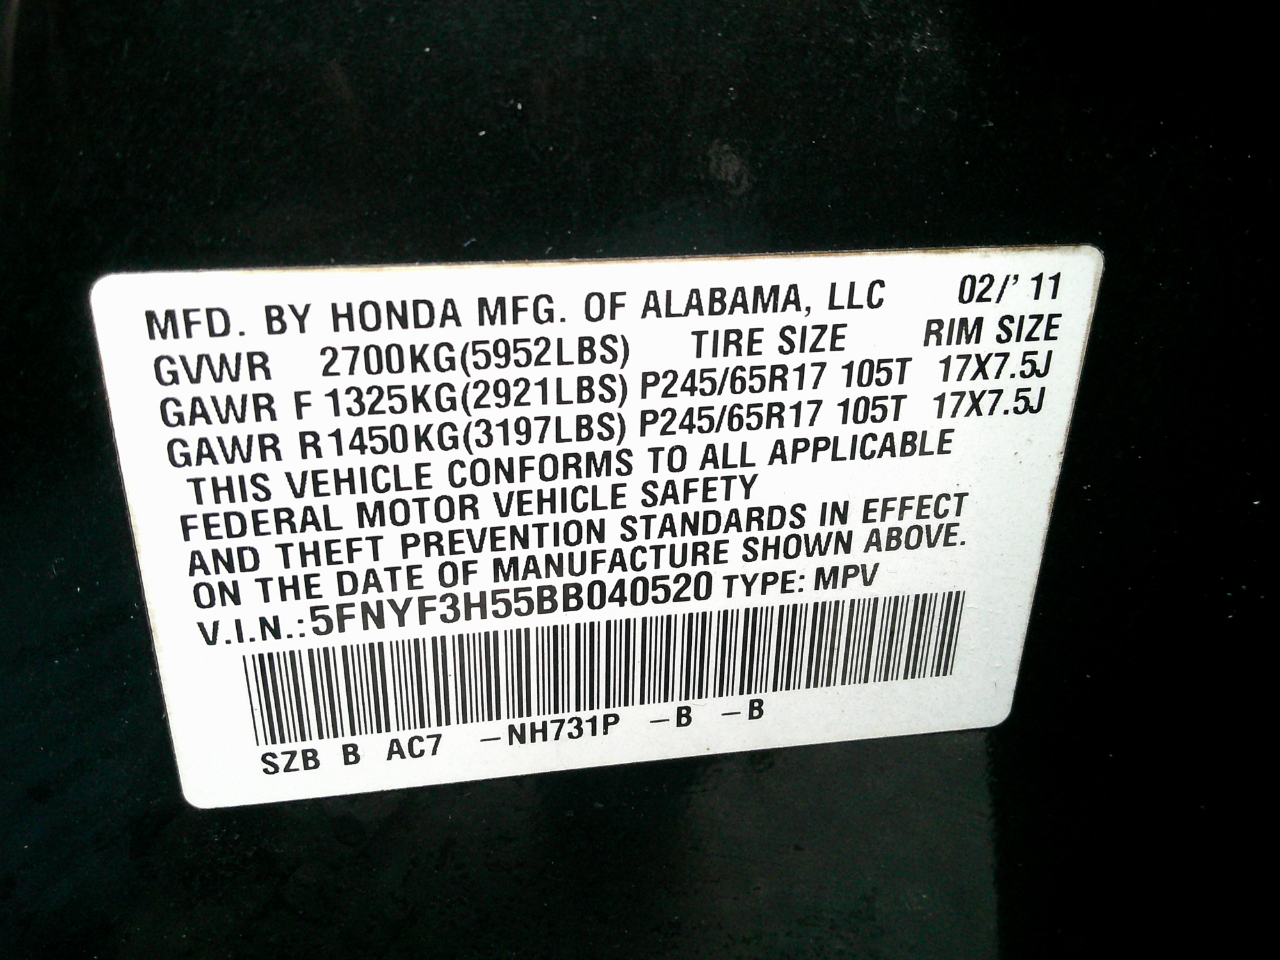 MFD. BY HONDA MFG. OF ALABAMA, LLC 02/' 11
GVWR 2700KG(5952LBS) TIRE SIZE RIM SIZE
GAWR F 1325KG(2921LBS) P245/65R17 105T 17X7.5J
GAWR R1450KG(3197LBS) P245/65R17 105T 17X7.5J
THIS VEHICLE CONFORMS TO ALL APPLICABLE
FEDERAL MOTOR VEHICLE SAFETY
AND THEFT PREVENTION STANDARDS IN EFFECT
ON THE DATE OF MANUFACTURE SHOWN ABOVE.
V.I.N.: 5FNYF3H55BB040520 TYPE: MPV
SZB B AC7 –NH731P –B –B